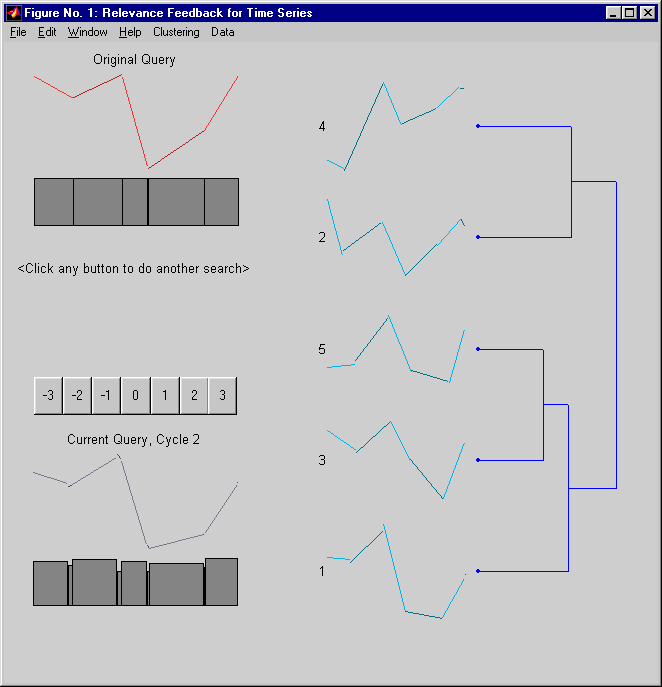 Figure No. 1: Relevance Feedback for Time Series
File Edit Window Help Clustering Data
Original Query
4
2
<Click any button to do another search>
5
-3 -2 -1 0 1 2 3
Current Query, Cycle 2
3
1